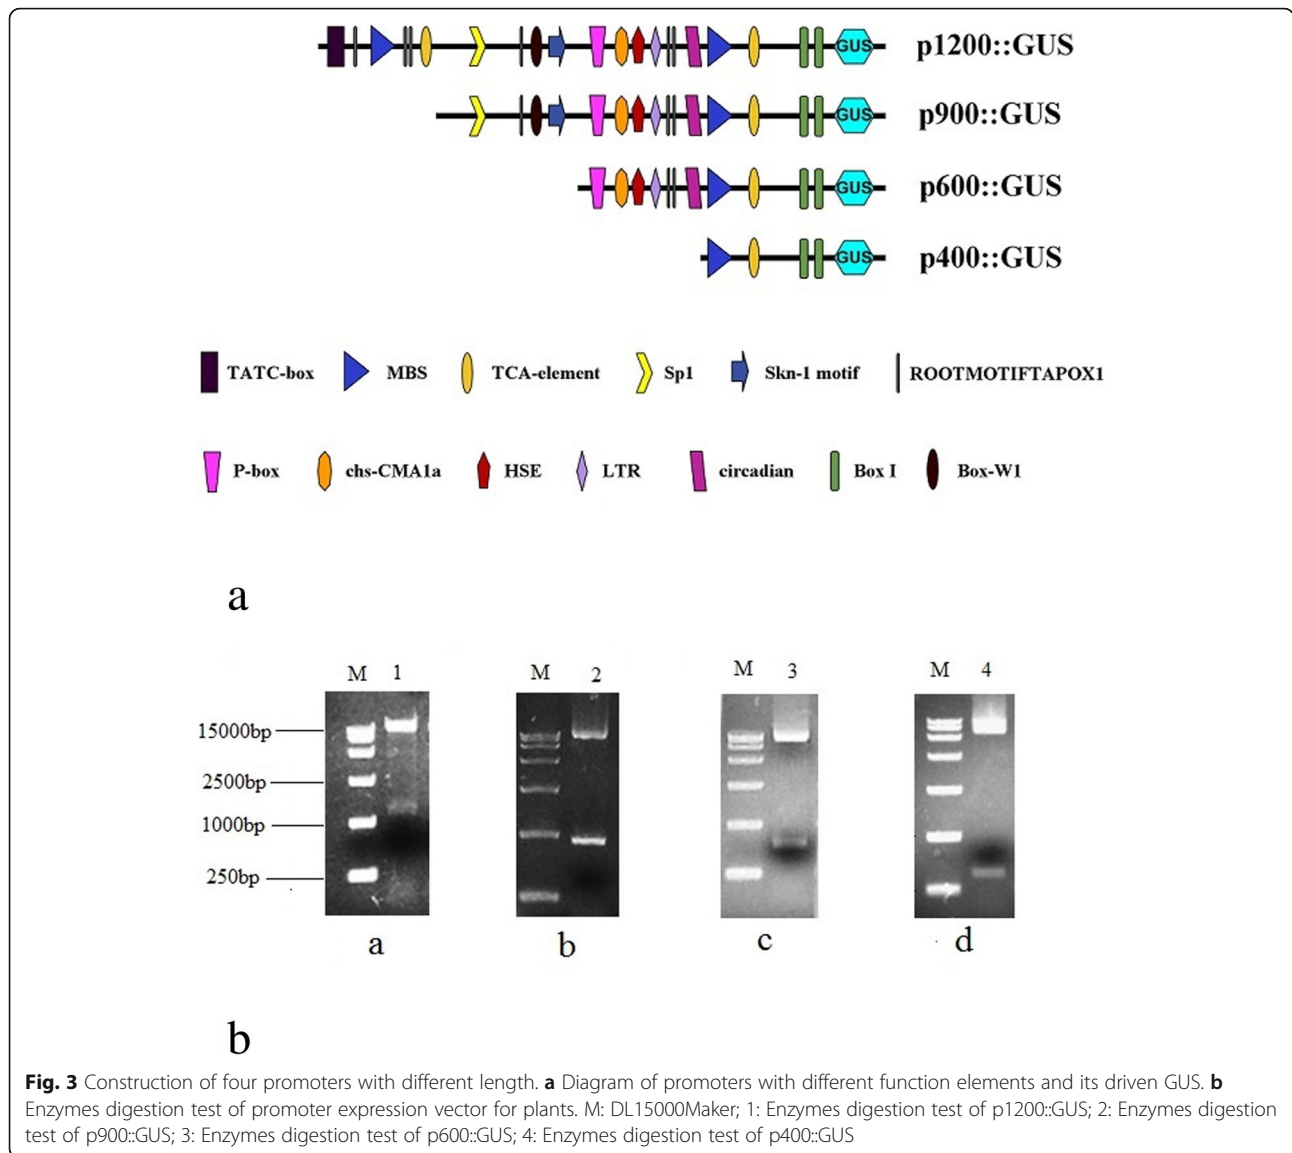 GUS p1200::GUS
GUS p900::GUS
GUS p600::GUS
GUS p400::GUS
TATC-box MBS TCA-element Sp1 Skn-1 motif ROOTMOTIFTAPOX1
P-box chs-CMA1a HSE LTR circadian Box I Box-W1
a
M 1 M 2 M 3 M 4
15000bp
2500bp
1000bp
250bp
a b c d
b
Fig. 3 Construction of four promoters with different length. a Diagram of promoters with different function elements and its driven GUS. b
Enzymes digestion test of promoter expression vector for plants. M: DL15000Maker; 1: Enzymes digestion test of p1200::GUS; 2: Enzymes digestion
test of p900::GUS; 3: Enzymes digestion test of p600::GUS; 4: Enzymes digestion test of p400::GUS